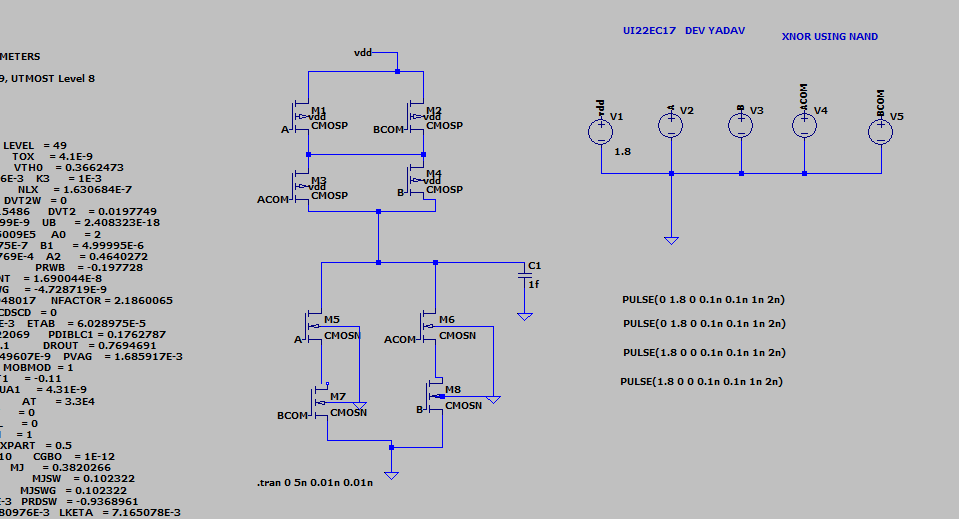 UI22EC17 DEV YADAV
XNOR USING NAND
METERS
9, UTMOST Level 8
LEVEL = 49
TOX = 4.1E-9
VTH0 = 0.3662473
6E-3 K3 = 1E-3
NLX = 1.630684E-7
DVT2W = 0
15486 DVT2 = 0.0197749
99E-9 UB = 2.408323E-18
5009E5 A0 = 2
75E-7 B1 = 4.99995E-6
769E-4 A2 = 0.4640272
PRWB = -0.197728
NT = 1.690044E-8
WG = -4.728719E-9
948017 NFACTOR = 2.1860065
CDSCD = 0
E-3 ETAB = 6.028975E-5
22069 PDIBLC1 = 0.1762787
.1 DROUT = 0.7694691
49607E-9 PVAG = 1.685917E-3
MOBMOD = 1
T1 = -0.11
UA1 = 4.31E-9
AT = 3.3E4
= 0
L = 0
= 1
XPART = 0.5
10 CGBO = 1E-12
MJ = 0.3820266
MJSW = 0.102322
MJSWG = 0.102322
E-3 PRDSW = -0.9368961
80976E-3 LKETA = 7.165078E-3
vdd
M1
vdd
A
CMOSP
M2
vdd
BCOM
CMOSP
M3
vdd
ACOM
CMOSP
M4
vdd
B
CMOSP
C1
1f
M5
A
CMOSN
M6
ACOM
CMOSN
M7
BCOM
CMOSN
M8
B
CMOSN
.tran 0 5n 0.01n 0.01n
vdd
V1
1.8
A
V2
B
V3
ACOM
V4
BCOM
V5
PULSE(0 1.8 0 0.1n 0.1n 1n 2n)
PULSE(0 1.8 0 0.1n 0.1n 1n 2n)
PULSE(1.8 0 0 0.1n 0.1n 1n 2n)
PULSE(1.8 0 0 0.1n 0.1n 1n 2n)